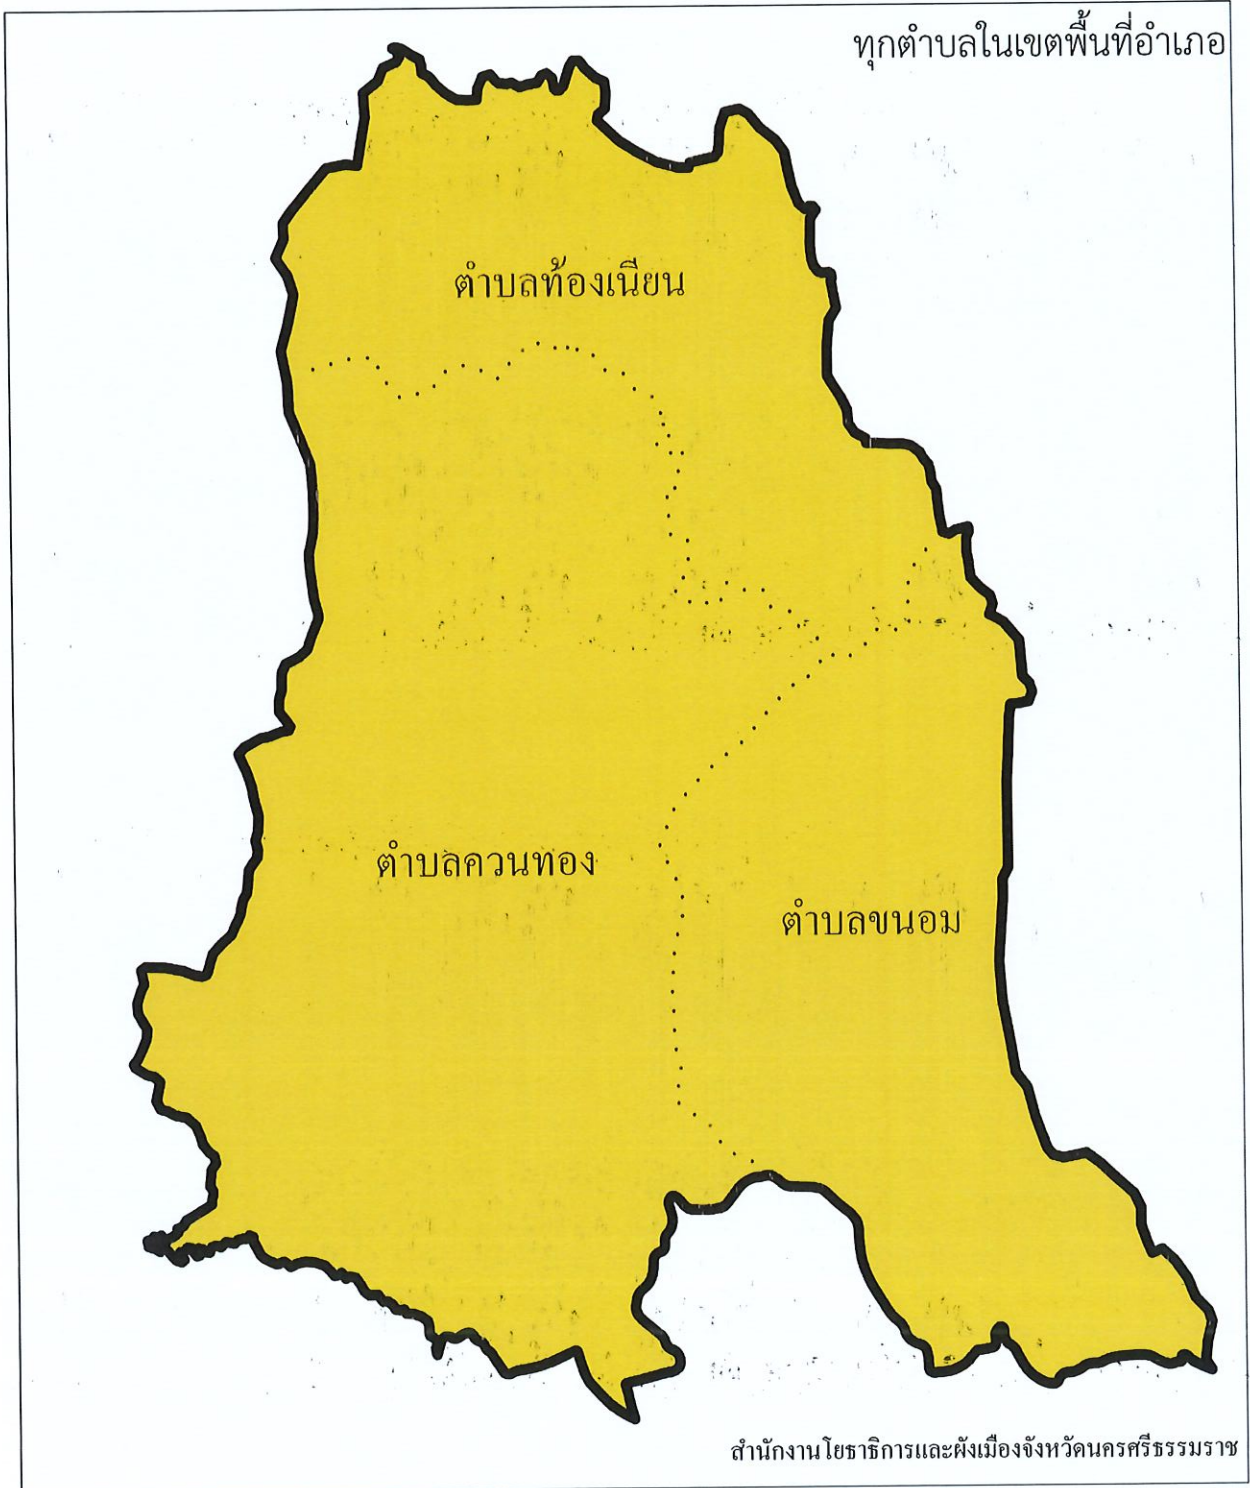 ทุกตำบลในเขตพื้นที่อำเภอ
ตำบลท้องเนียน
ตำบลควนทอง
ตำบลขนอม
สำนักงานโยธาธิการและผังเมืองจังหวัดนครศรีธรรมราช